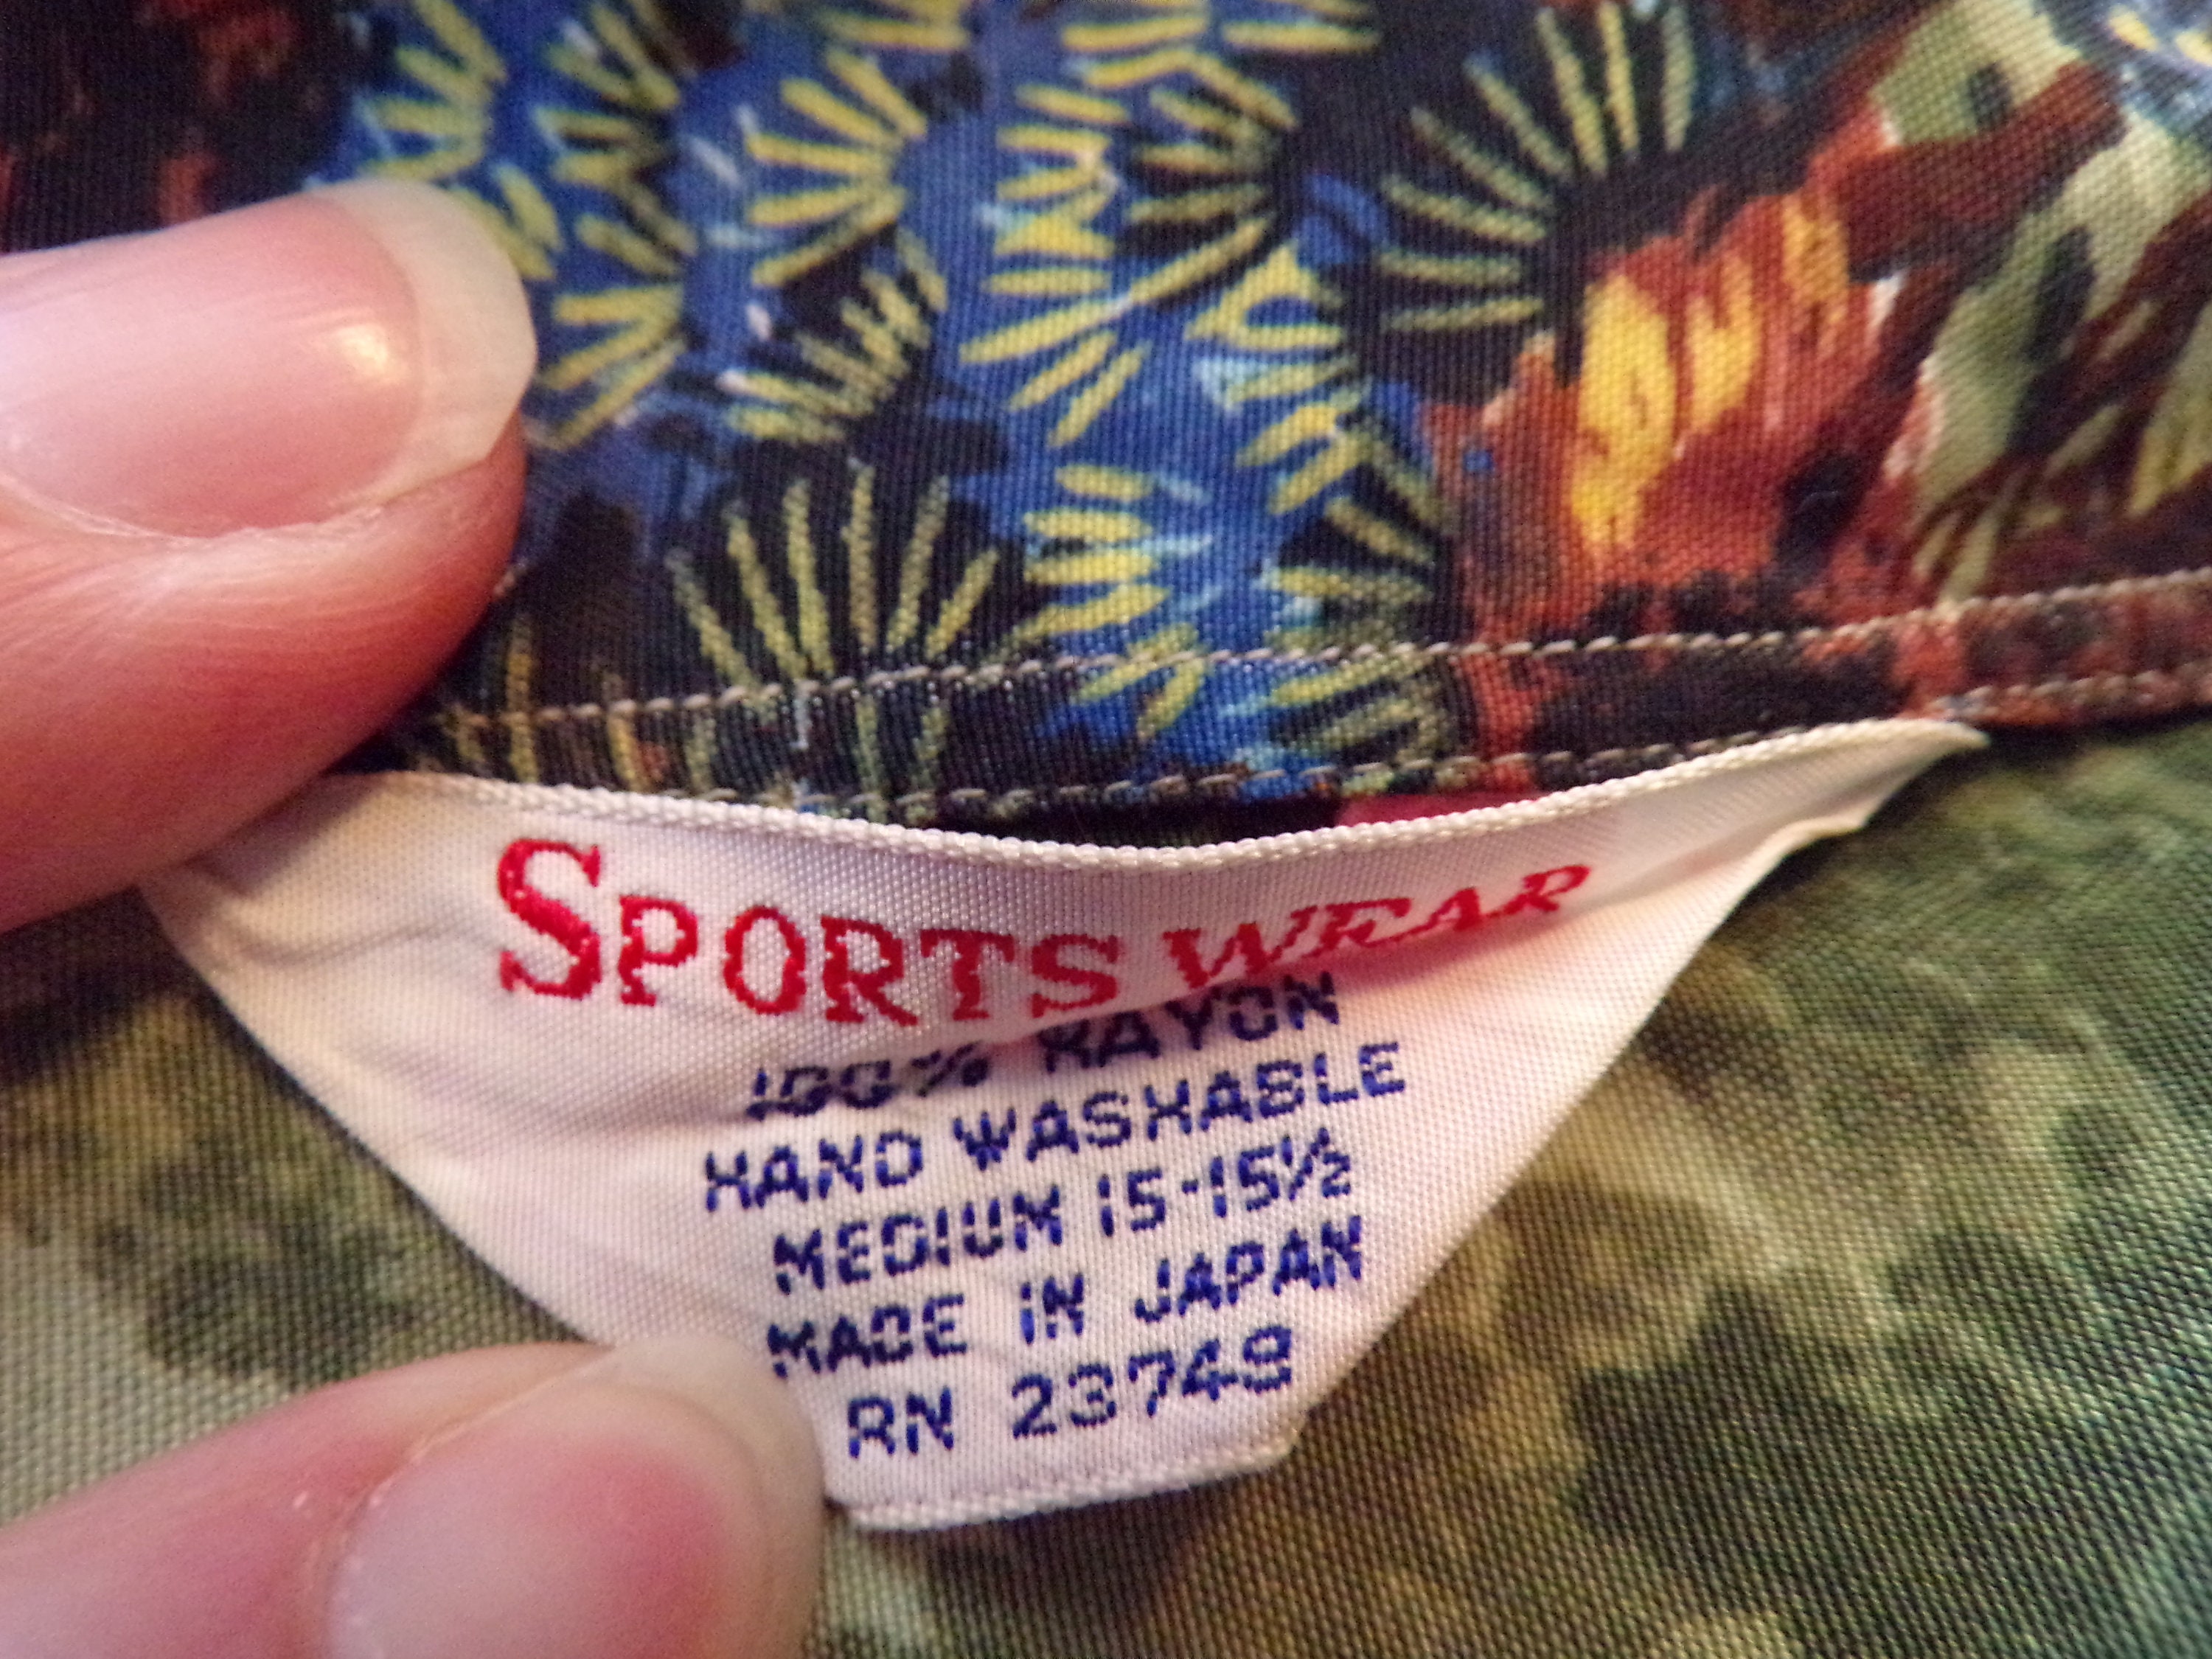 SPORTS WEAR
100% RAYON
HAND WASHABLE
MEDIUM 15-15½
MADE IN JAPAN
RN 23749